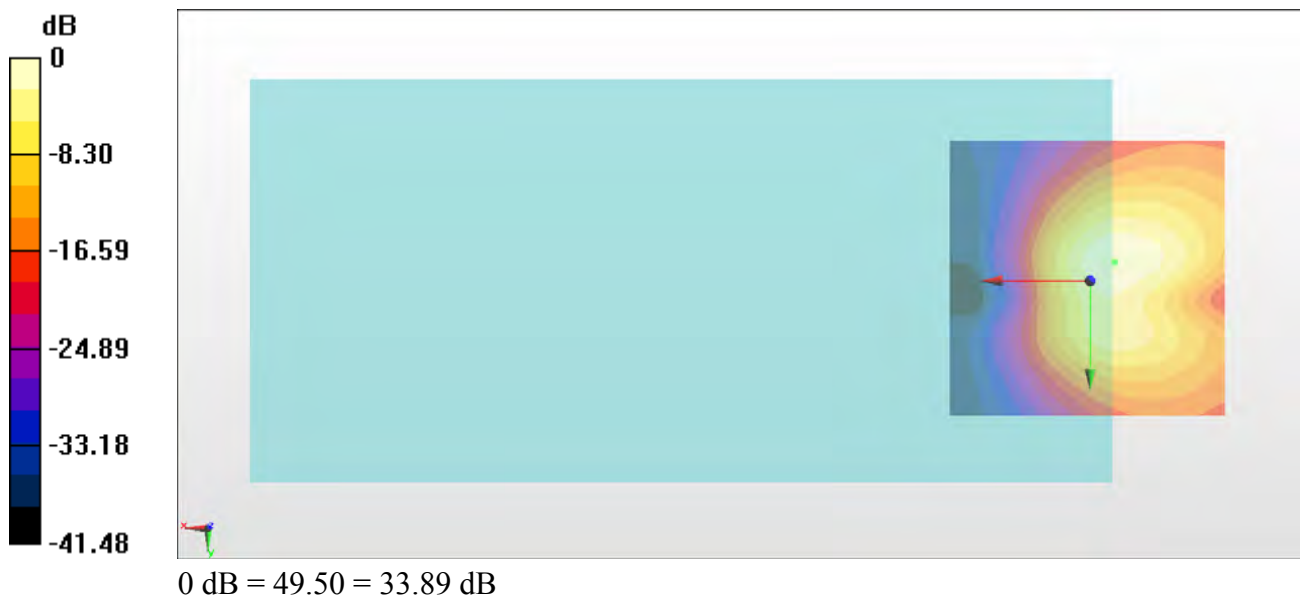 dB
0
-8.30
-16.59
-24.89
-33.18
-41.48
x
z
y
0 dB = 49.50 = 33.89 dB